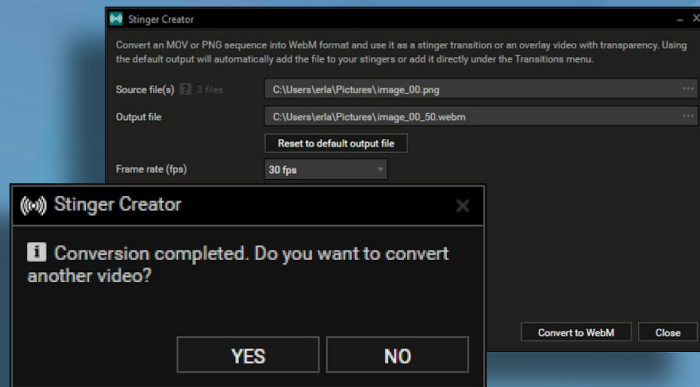 Stinger Creator
Convert an MOV or PNG sequence into WebM format and use it as a stinger transition or an overlay video with transparency. Using
the default output will automatically add the file to your stingers or add it directly under the Transitions menu.
Source file(s) ? 3 files C:\Users\erla\Pictures\image_00.png ...
Output file C:\Users\erla\Pictures\image_00_50.webm ...
Reset to default output file
Frame rate (fps) 30 fps
Stinger Creator
Conversion completed. Do you want to convert
another video?
YES NO
Convert to WebM Close